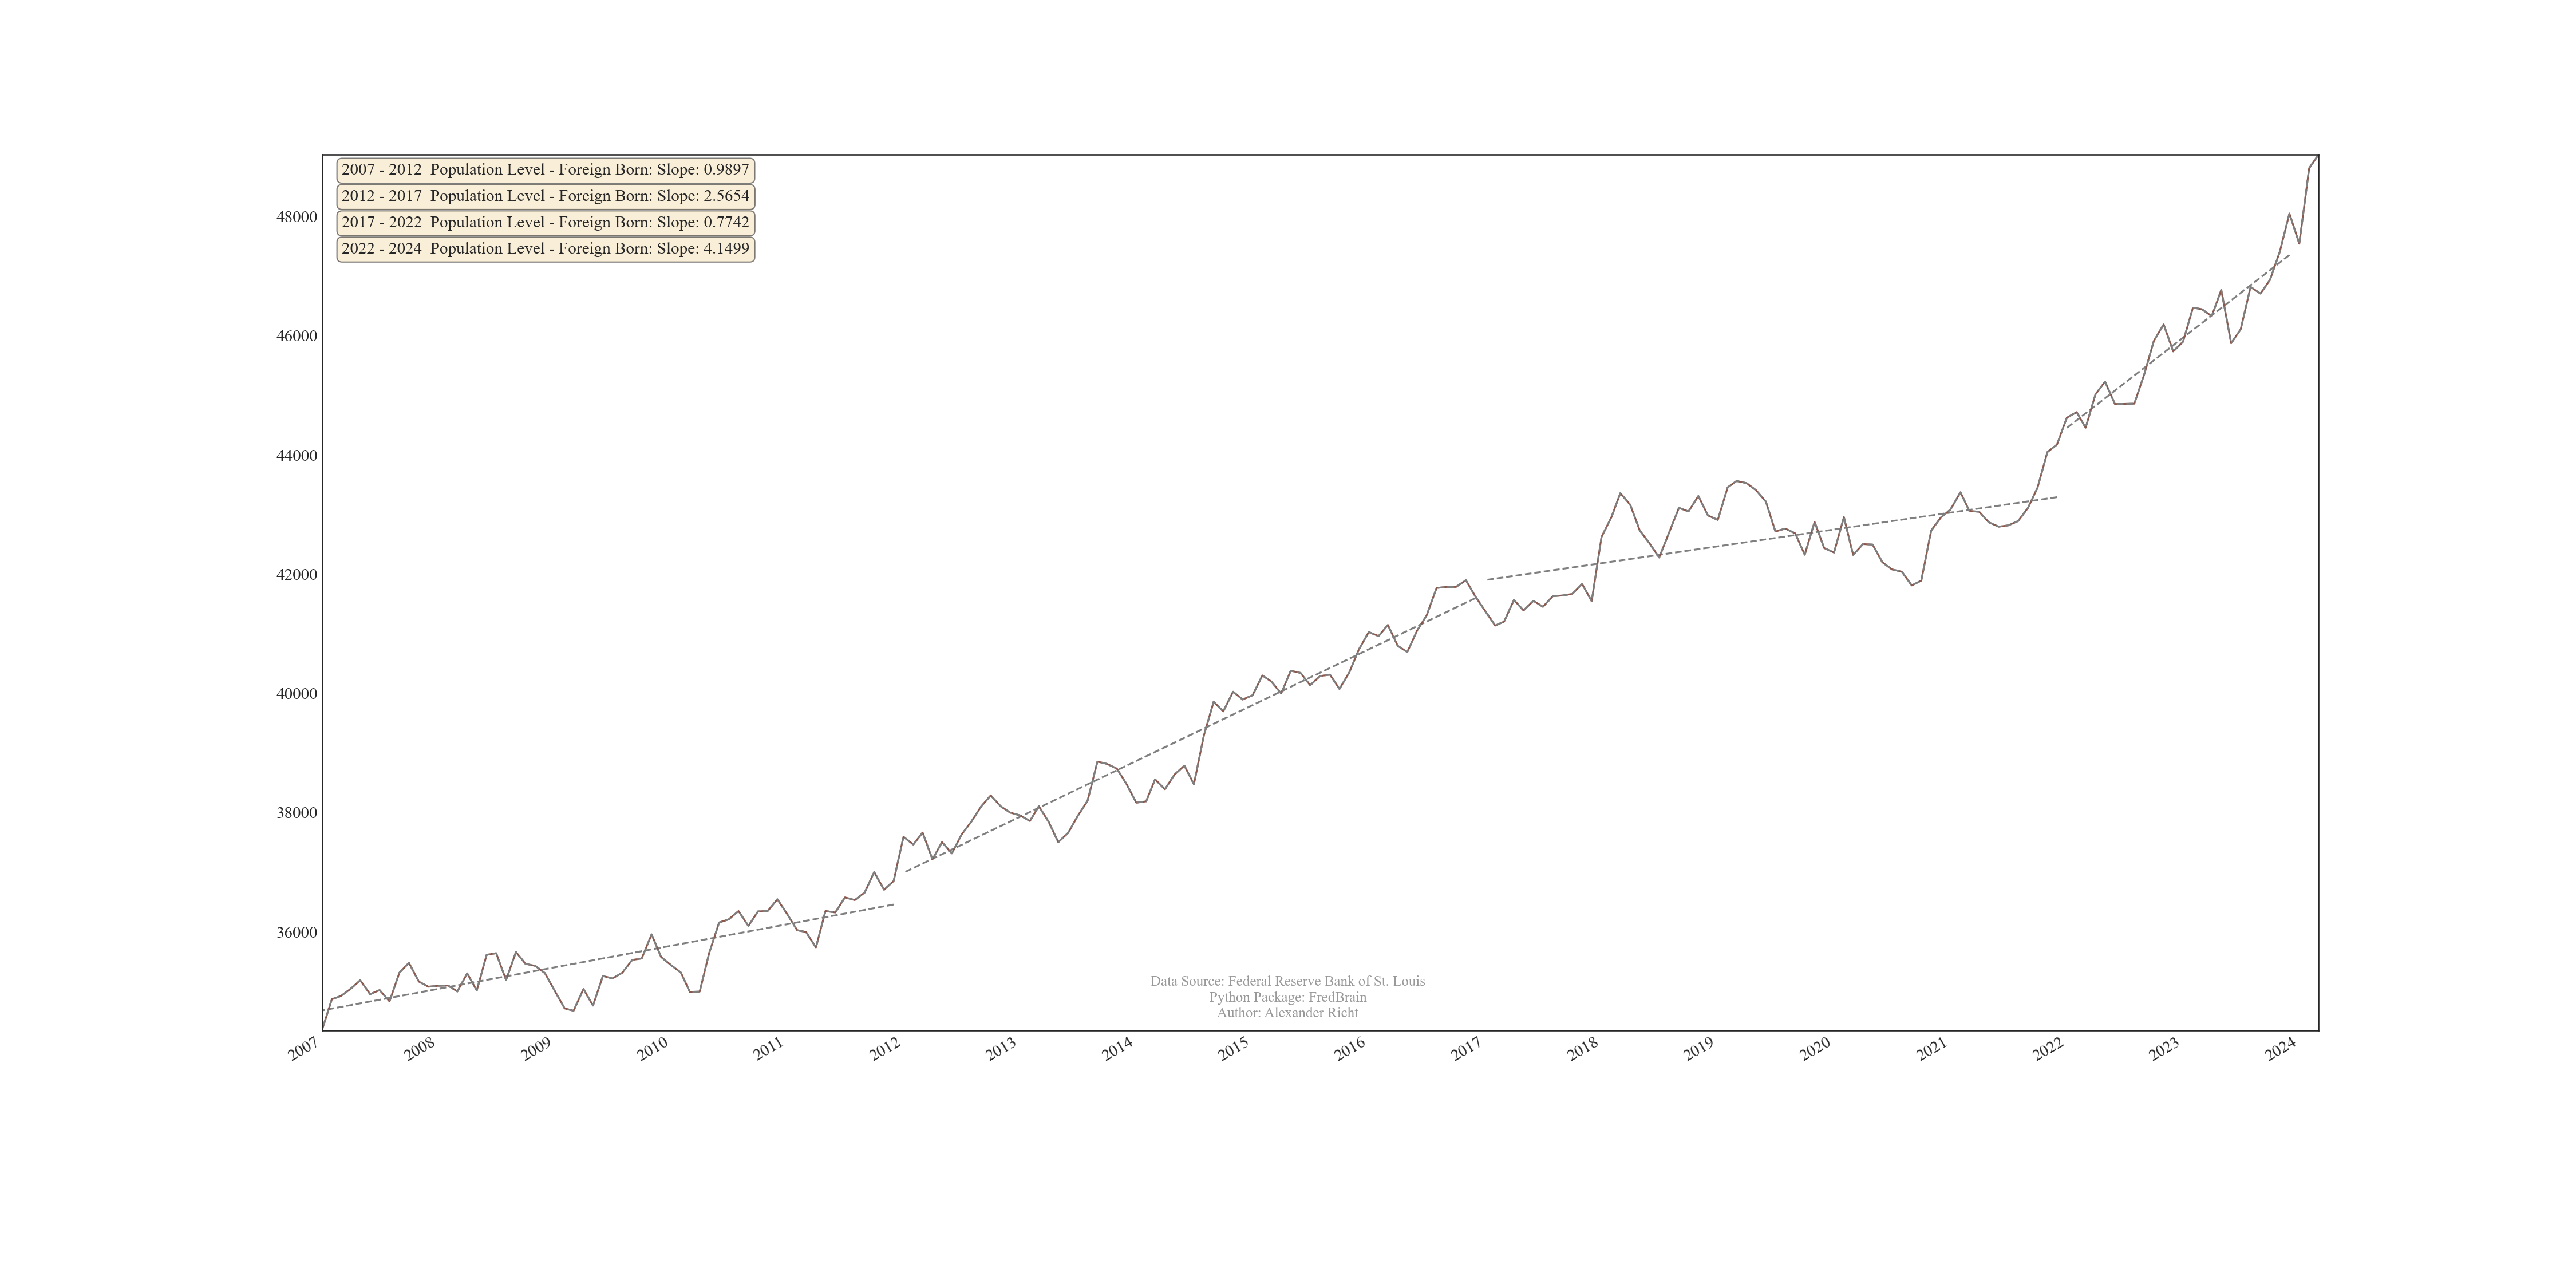 2007 - 2012  Population Level - Foreign Born: Slope: 0.9897
2012 - 2017  Population Level - Foreign Born: Slope: 2.5654
2017 - 2022  Population Level - Foreign Born: Slope: 0.7742
2022 - 2024  Population Level - Foreign Born: Slope: 4.1499
48000
46000
44000
42000
40000
38000
36000
Data Source: Federal Reserve Bank of St. Louis
Python Package: FredBrain
Author: Alexander Richt
2007 2008 2009 2010 2011 2012 2013 2014 2015 2016 2017 2018 2019 2020 2021 2022 2023 2024